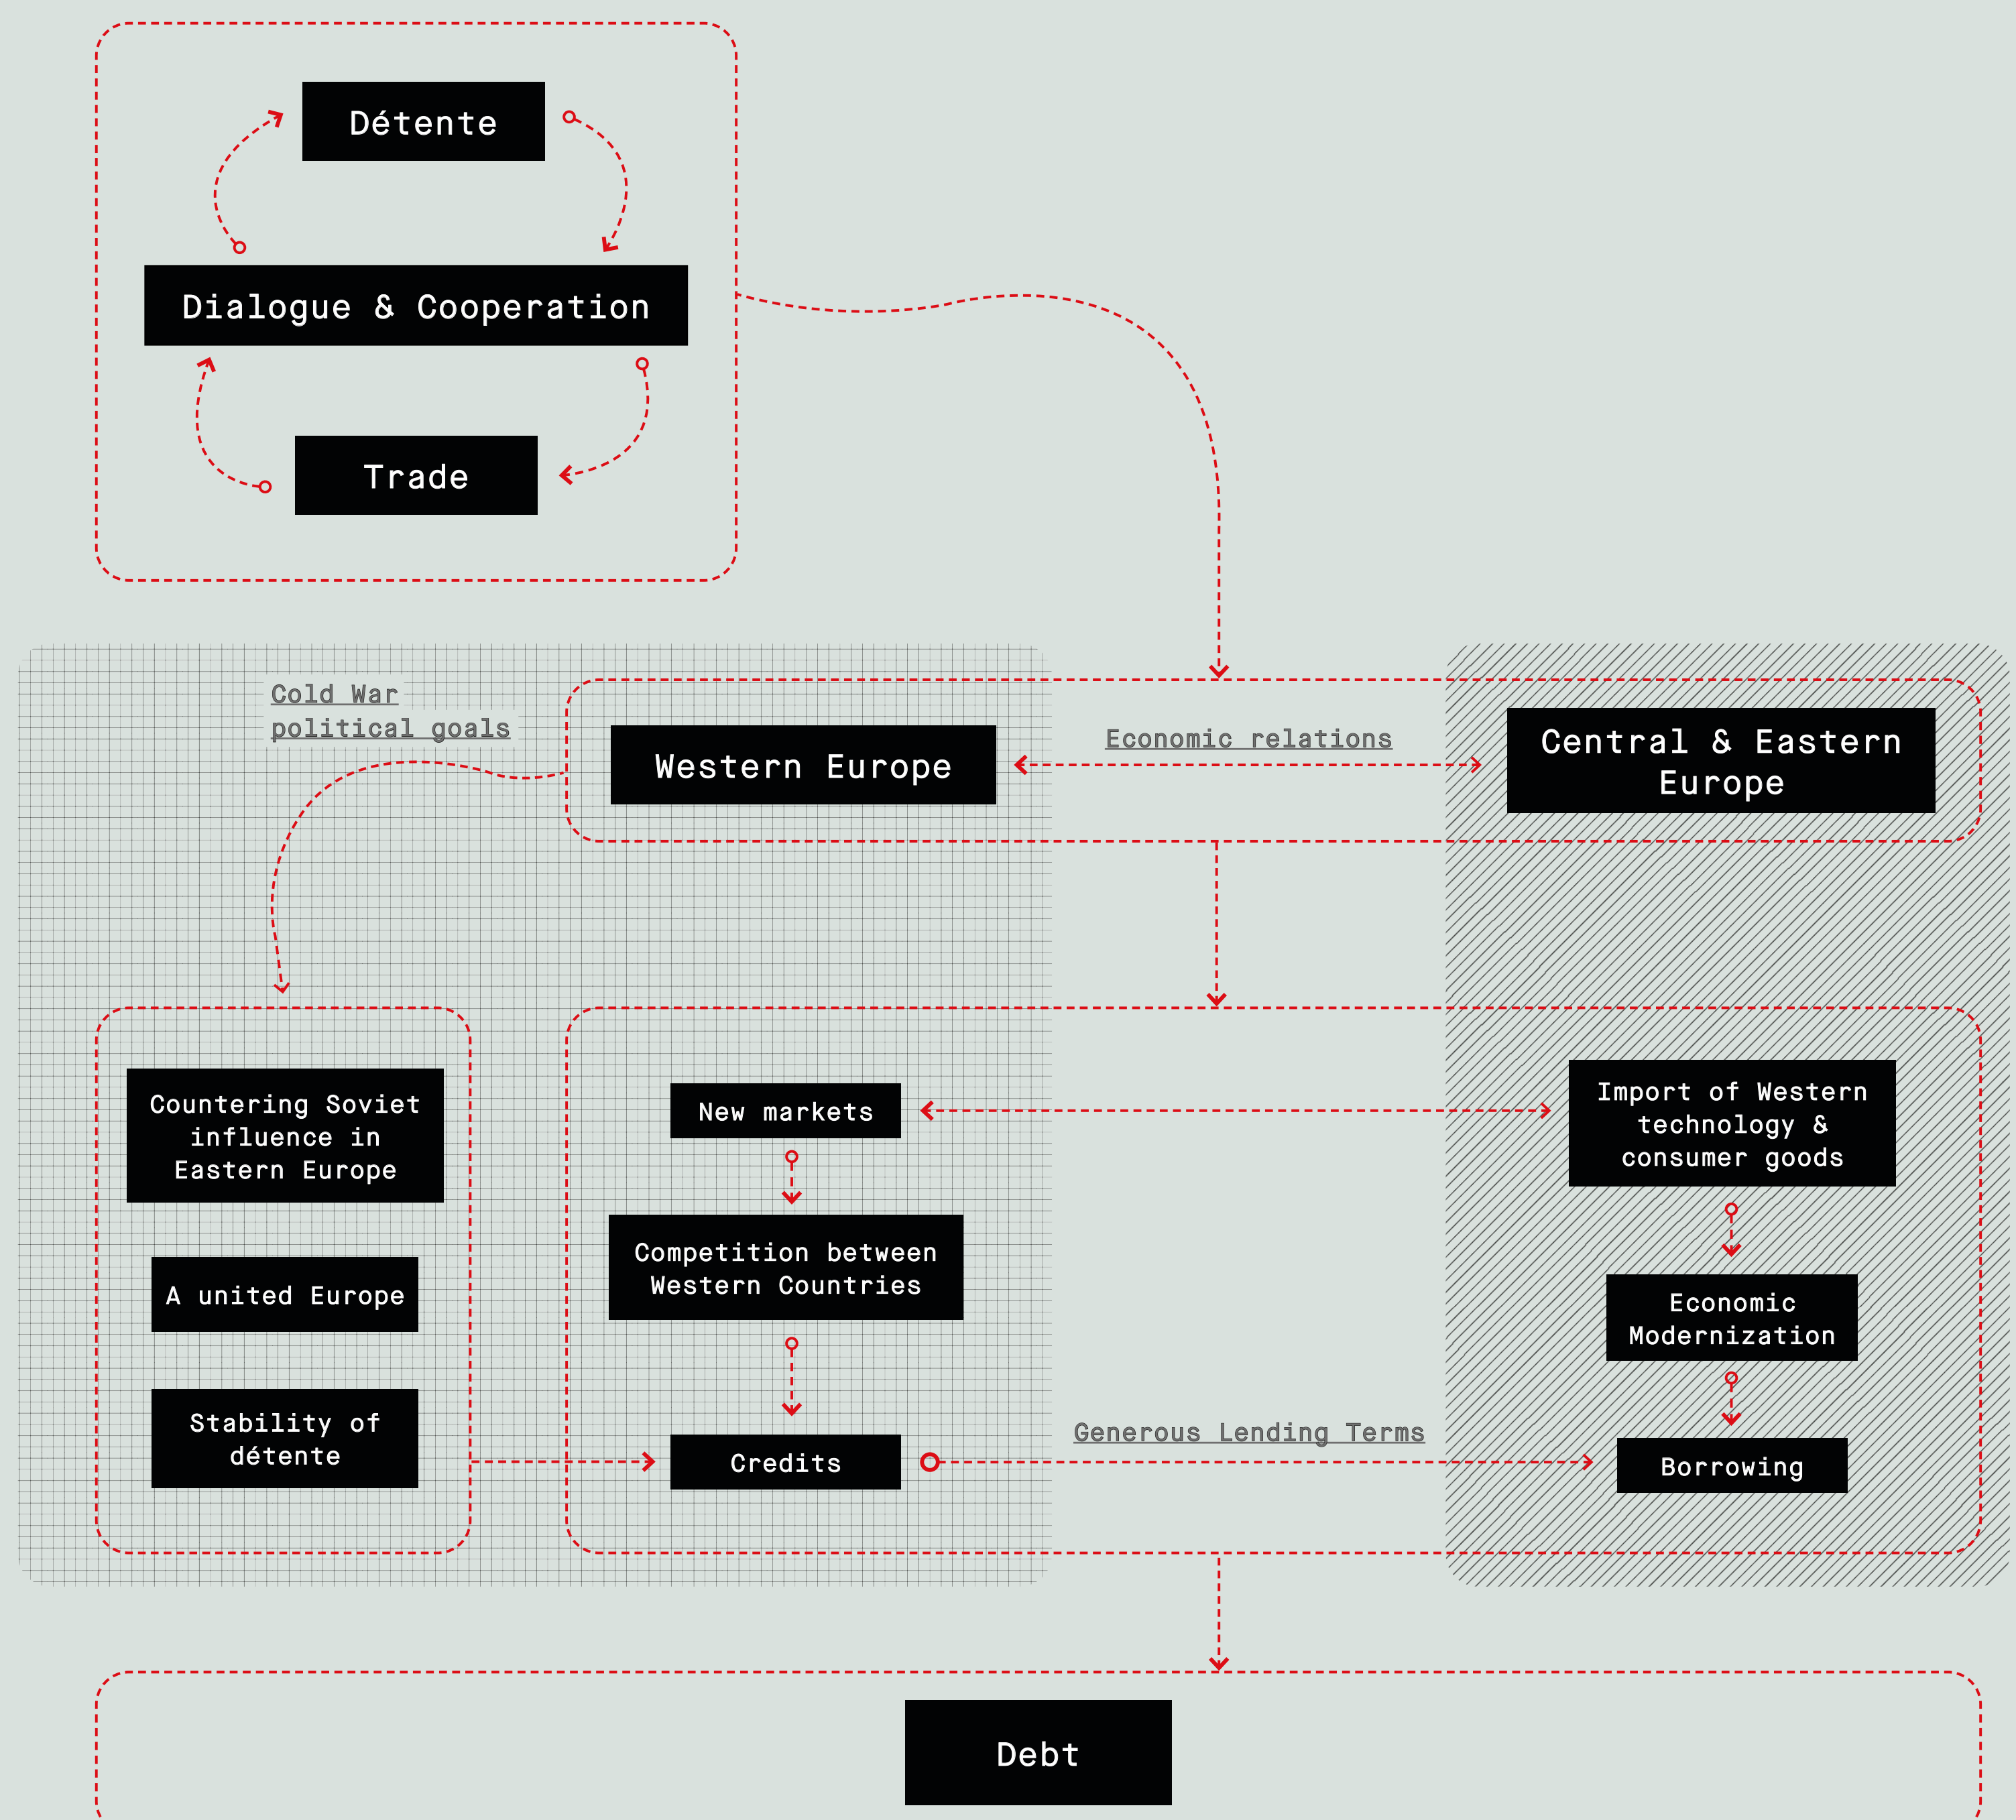 Détente
Dialogue & Cooperation
Trade
Cold War
political goals
Western Europe
Economic relations
Central & Eastern
Europe
Countering Soviet
influence in
Eastern Europe
A united Europe
Stability of
détente
New markets
Competition between
Western Countries
Credits
Generous Lending Terms
Import of Western
technology &
consumer goods
Economic
Modernization
Borrowing
Debt